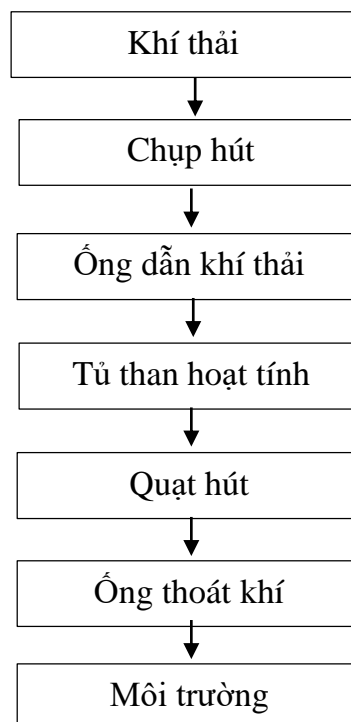 Khí thải
Chụp hút
Ống dẫn khí thải
Tủ than hoạt tính
Quạt hút
Ống thoát khí
Môi trường